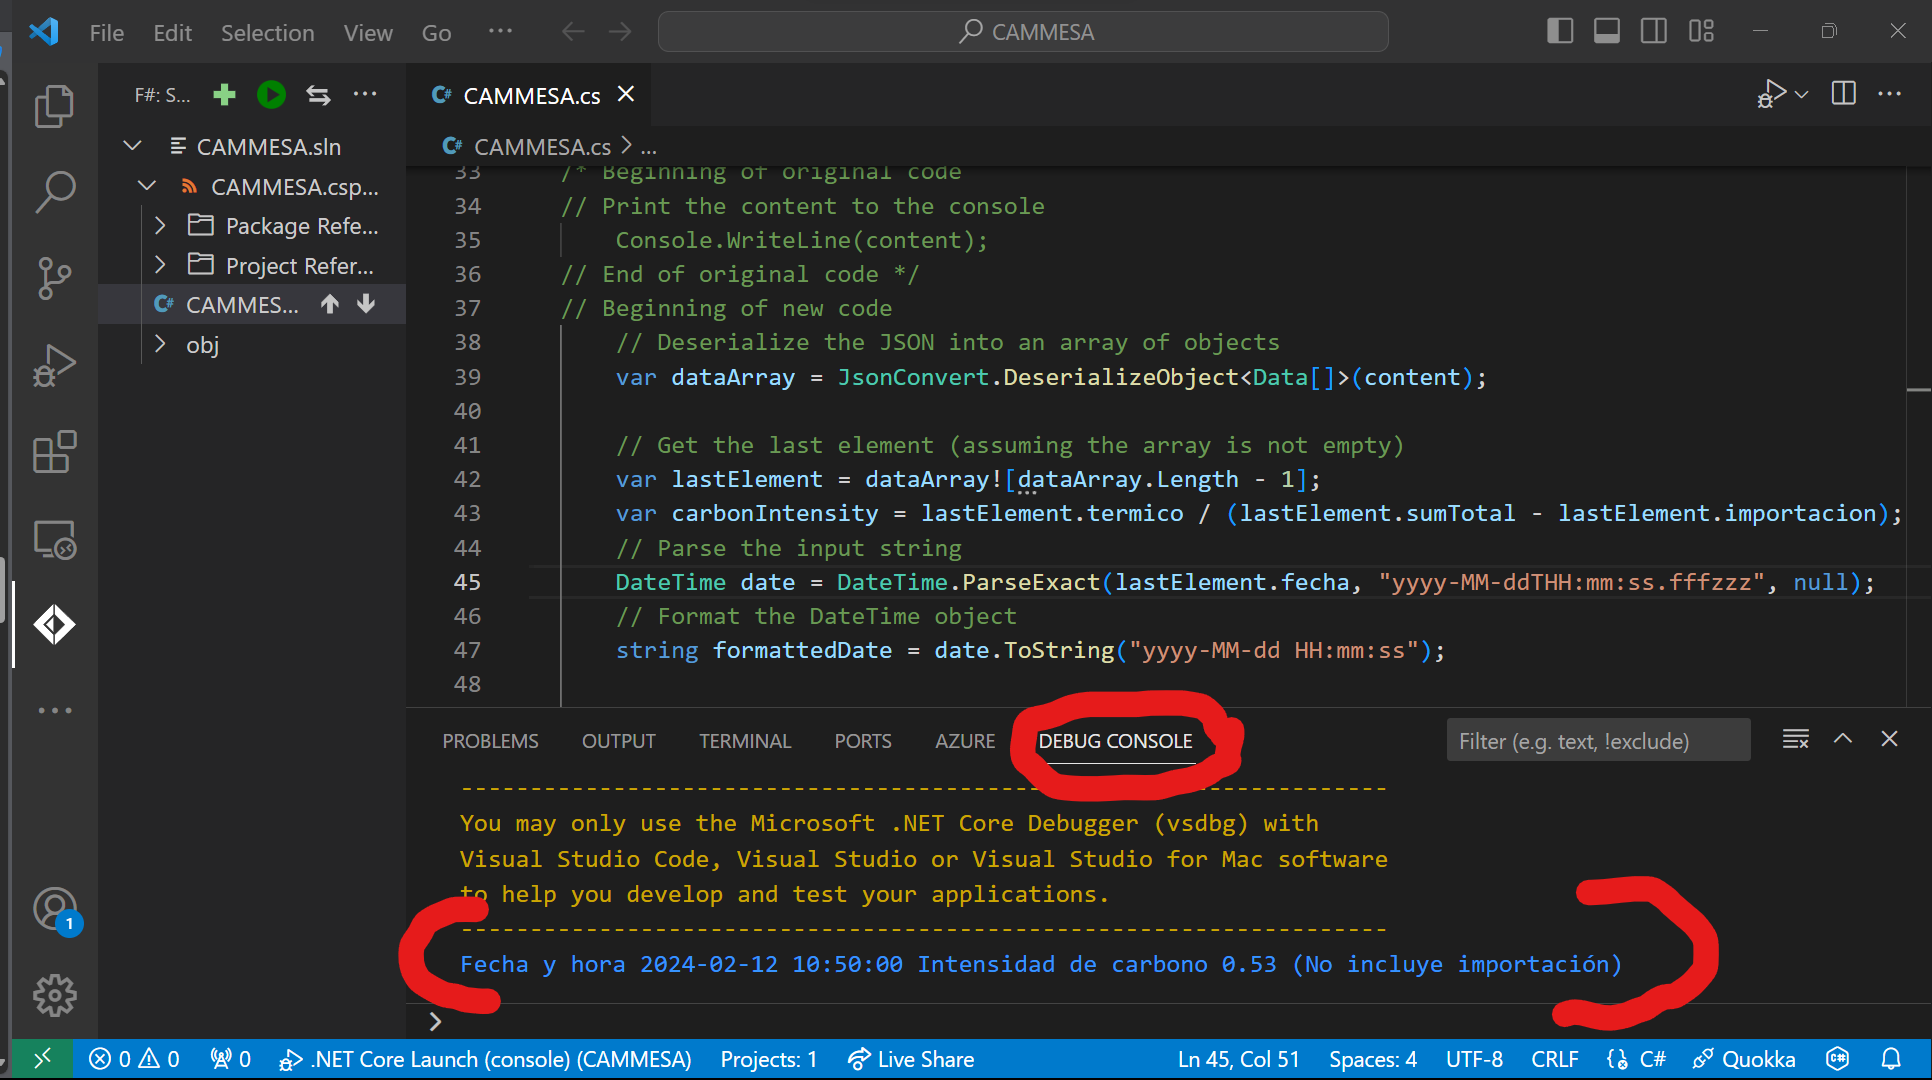 File Edit Selection View Go ... CAMMESA
F#: S... ...
CAMMESA.sln
CAMMESA.csp...
Package Refe...
Project Refer...
C# CAMMES...
obj
C# CAMMESA.cs
...
C# CAMMESA.cs > ...
33 /* Beginning of original code
34 // Print the content to the console
35 Console.WriteLine(content);
36 // End of original code */
37 // Beginning of new code
38 // Deserialize the JSON into an array of objects
39 var dataArray = JsonConvert.DeserializeObject<Data[]>(content);
40
41 // Get the last element (assuming the array is not empty)
42 var lastElement = dataArray![dataArray.Length - 1];
43 var carbonIntensity = lastElement.termico / (lastElement.sumTotal - lastElement.importacion);
44 // Parse the input string
45 DateTime date = DateTime.ParseExact(lastElement.fecha, "yyyy-MM-ddTHH:mm:ss.fffzzz", null);
46 // Format the DateTime object
47 string formattedDate = date.ToString("yyyy-MM-dd HH:mm:ss");
48
PROBLEMS OUTPUT TERMINAL PORTS AZURE DEBUG CONSOLE Filter (e.g. text, !exclude)
-------------------------------------------------------------------
You may only use the Microsoft .NET Core Debugger (vsdbg) with
Visual Studio Code, Visual Studio or Visual Studio for Mac software
to help you develop and test your applications.
-------------------------------------------------------------------
Fecha y hora 2024-02-12 10:50:00 Intensidad de carbono 0.53 (No incluye importación)
>
1
0 0 0 .NET Core Launch (console) (CAMMESA) Projects: 1 Live Share Ln 45, Col 51 Spaces: 4 UTF-8 CRLF C# Quokka